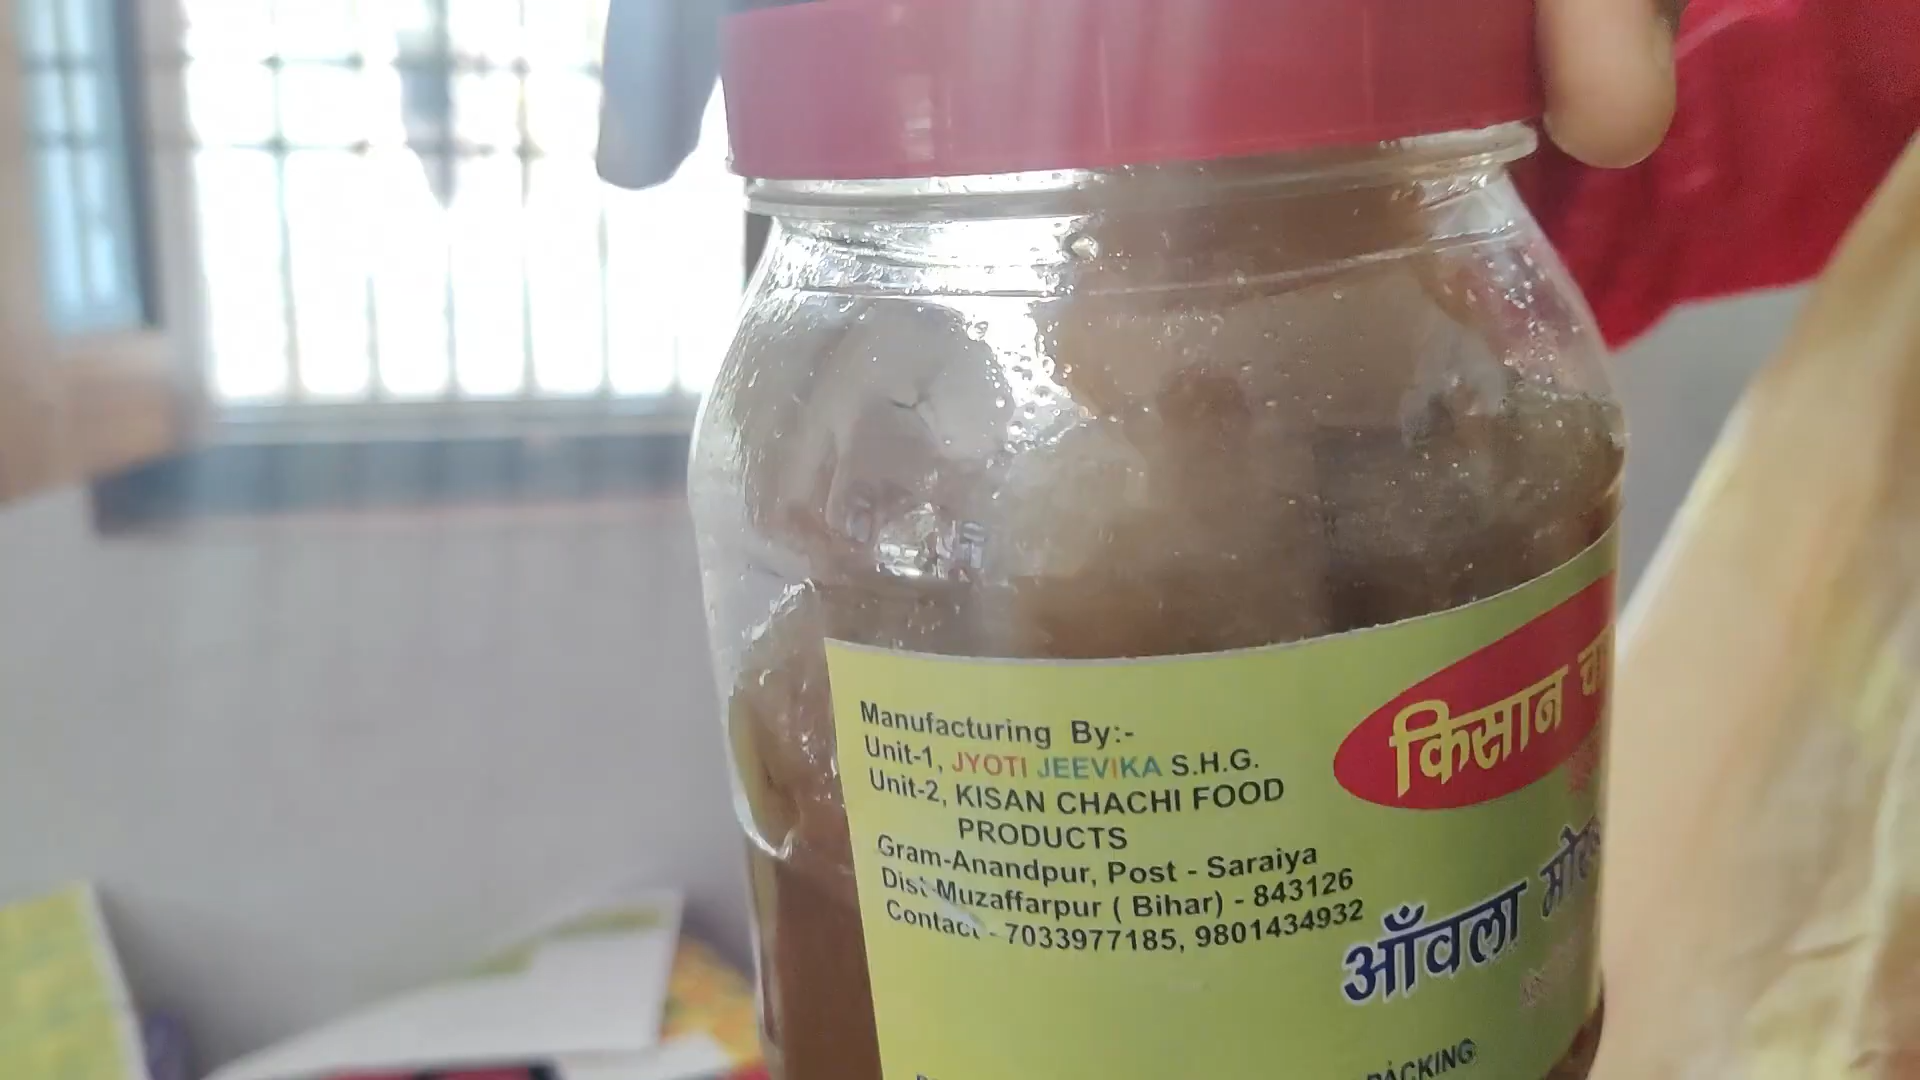 Manufacturing By:-
Unit-1, JYOTI JEEVIKA S.H.G.
Unit-2, KISAN CHACHI FOOD
PRODUCTS
Gram-Anandpur, Post - Saraiya
Dist-Muzaffarpur ( Bihar) - 843126
Contact - 7033977185, 9801434932
किसान
आँवला
PACKING